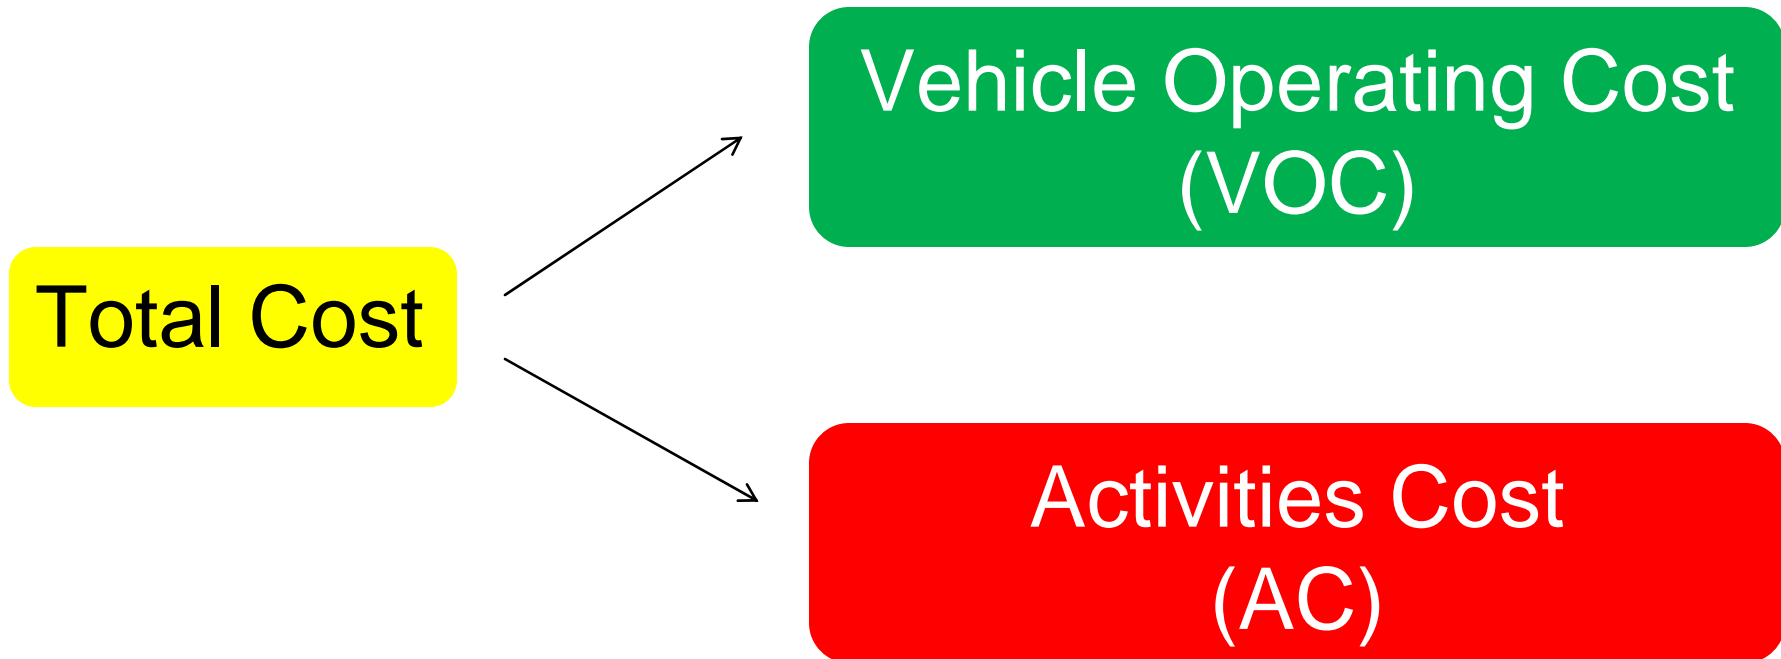 Vehicle Operating Cost
(VOC)
Total Cost
Activities Cost
(AC)